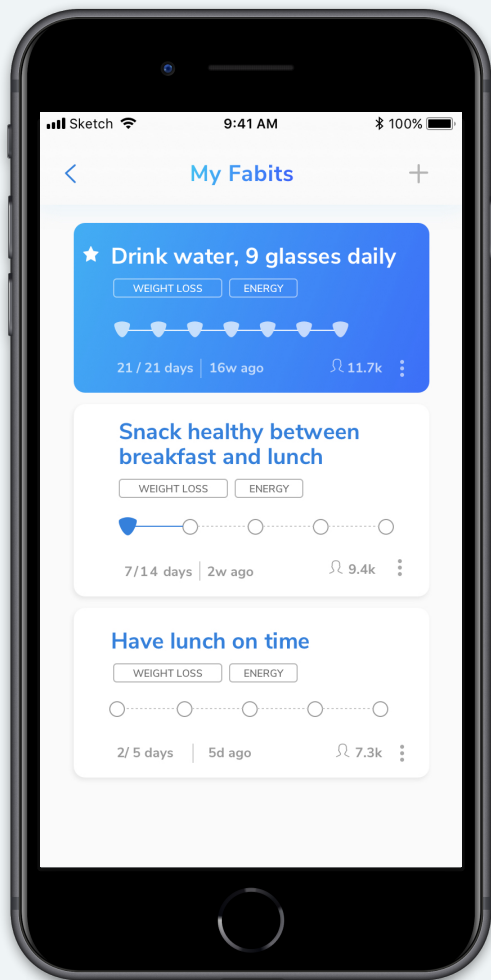 Sketch 9:41 AM 100%
My Fabits
Drink water, 9 glasses daily
WEIGHT LOSS ENERGY
21 / 21 days 16w ago 11.7k
Snack healthy between
breakfast and lunch
WEIGHT LOSS ENERGY
7/14 days 2w ago 9.4k
Have lunch on time
WEIGHT LOSS ENERGY
2/ 5 days 5d ago 7.3k